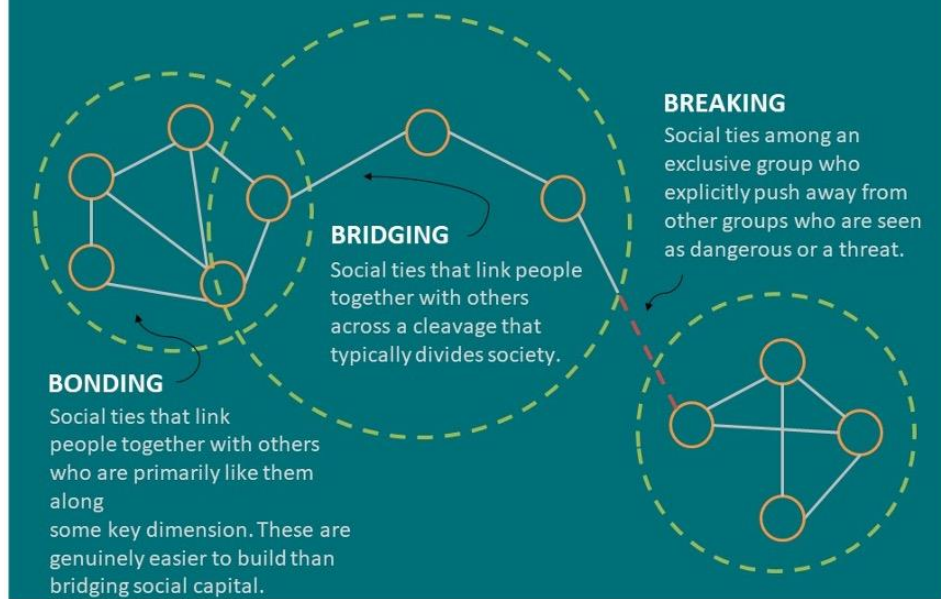 BREAKING
Social ties among an
exclusive group who
explicitly push away from
other groups who are seen
as dangerous or a threat.
BRIDGING
Social ties that link people
together with others
across a cleavage that
typically divides society.
BONDING
Social ties that link
people together with others
who are primarily like them
along
some key dimension. These are
genuinely easier to build than
bridging social capital.